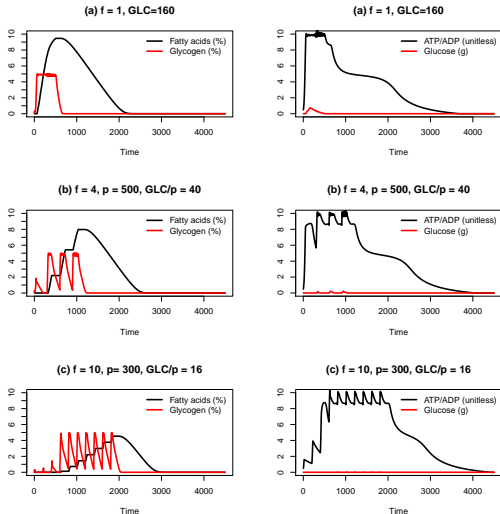 (a) f = 1, GLC=160
Fatty acids (%)
Glycogen (%)
0 2 4 6 8 10
0 1000 2000 3000 4000
Time
(a) f = 1, GLC=160
ATP/ADP (unitless)
Glucose (g)
0 2 4 6 8 10
0 1000 2000 3000 4000
Time
(b) f = 4, p = 500, GLC/p = 40
Fatty acids (%)
Glycogen (%)
0 2 4 6 8 10
0 1000 2000 3000 4000
Time
(b) f = 4, p = 500, GLC/p = 40
ATP/ADP (unitless)
Glucose (g)
0 2 4 6 8 10
0 1000 2000 3000 4000
Time
(c) f = 10, p= 300, GLC/p = 16
Fatty acids (%)
Glycogen (%)
0 2 4 6 8 10
0 1000 2000 3000 4000
Time
(c) f = 10, p= 300, GLC/p = 16
ATP/ADP (unitless)
Glucose (g)
0 2 4 6 8 10
0 1000 2000 3000 4000
Time